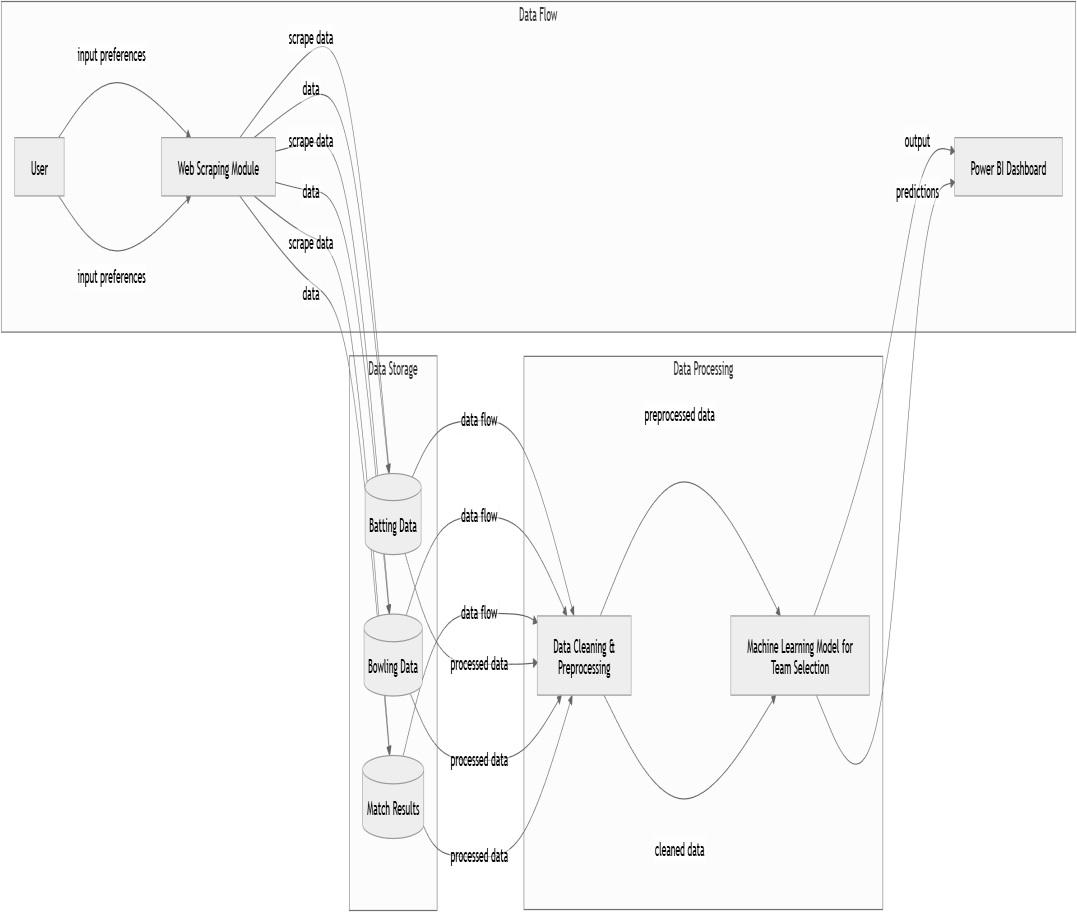 Data Flow
input preferences
scrape data
data
scrape data
data
scrape data
data
input preferences
User
Web Scraping Module
output
predictions
Power BI Dashboard
Data Storage
Batting Data
Bowling Data
Match Results
data flow
data flow
data flow
processed data
processed data
processed data
Data Processing
preprocessed data
Data Cleaning &
Preprocessing
Machine Learning Model for
Team Selection
cleaned data